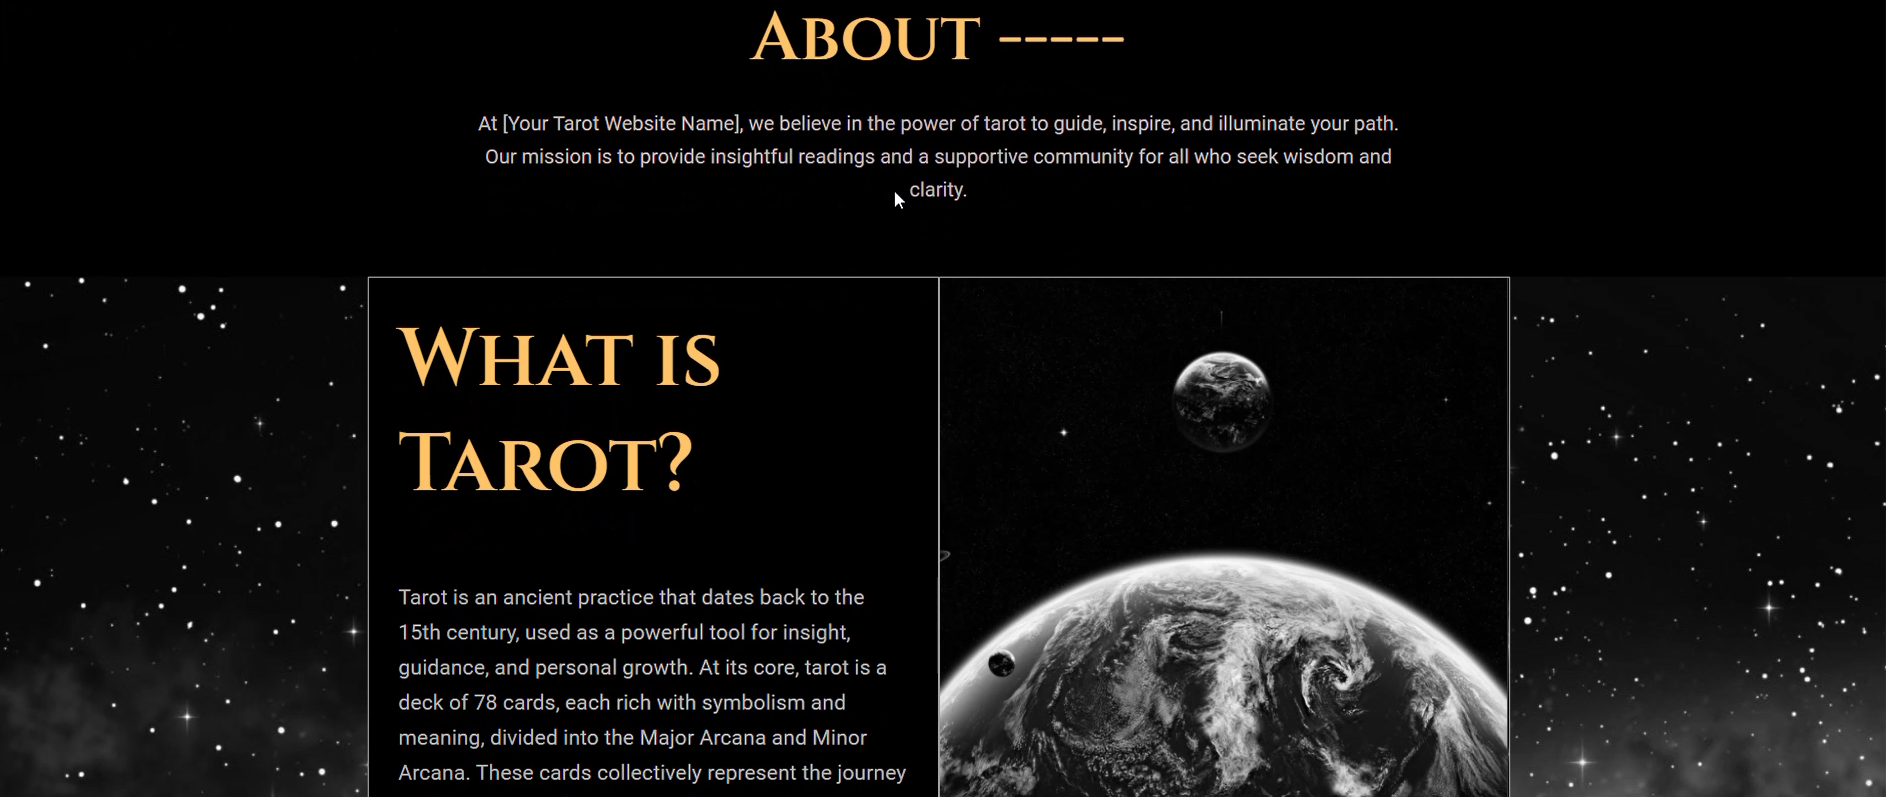 About -----
At [Your Tarot Website Name], we believe in the power of tarot to guide, inspire, and illuminate your path.
Our mission is to provide insightful readings and a supportive community for all who seek wisdom and
clarity.
What is
Tarot?
Tarot is an ancient practice that dates back to the
15th century, used as a powerful tool for insight,
guidance, and personal growth. At its core, tarot is a
deck of 78 cards, each rich with symbolism and
meaning, divided into the Major Arcana and Minor
Arcana. These cards collectively represent the journey